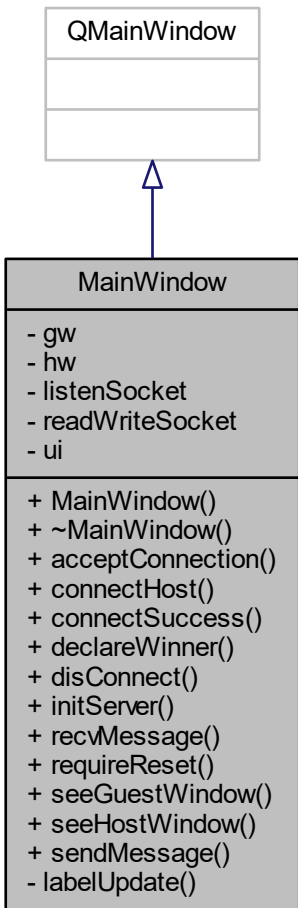 QMainWindow
MainWindow
- gw
- hw
- listenSocket
- readWriteSocket
- ui
+ MainWindow()
+ ~MainWindow()
+ acceptConnection()
+ connectHost()
+ connectSuccess()
+ declareWinner()
+ disConnect()
+ initServer()
+ recvMessage()
+ requireReset()
+ seeGuestWindow()
+ seeHostWindow()
+ sendMessage()
- labelUpdate()